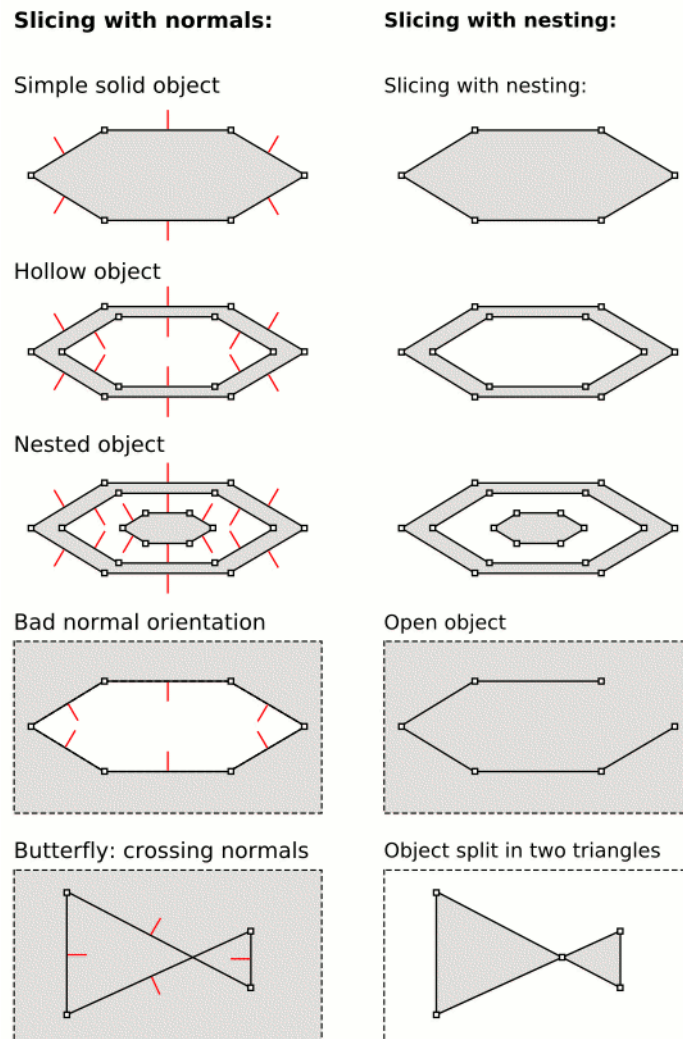 Slicing with normals:
Slicing with nesting:
Simple solid object
Slicing with nesting:
Hollow object
Nested object
Bad normal orientation
Open object
Butterfly: crossing normals
Object split in two triangles